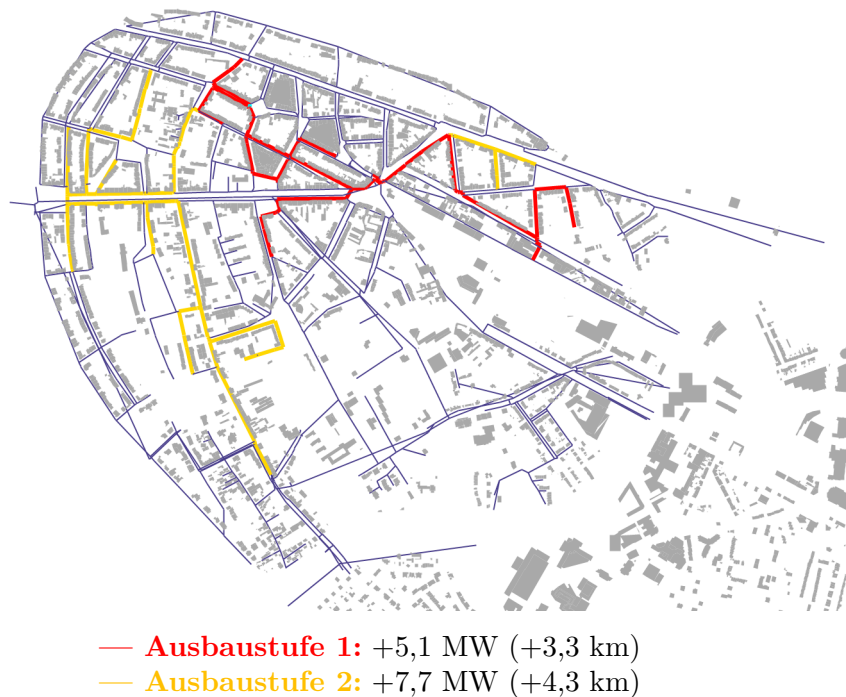 — Ausbaustufe 1: +5,1 MW (+3,3 km)
— Ausbaustufe 2: +7,7 MW (+4,3 km)